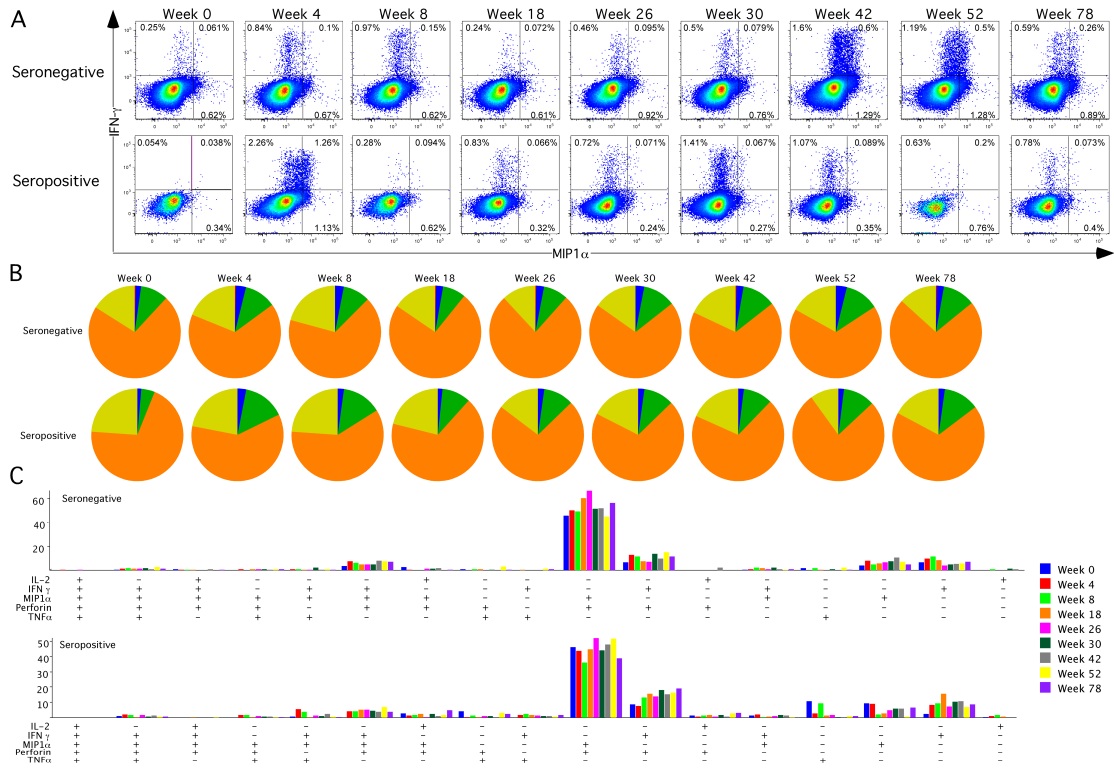 A
Week 0 Week 4 Week 8 Week 18 Week 26 Week 30 Week 42 Week 52 Week 78
0.25% 0.061% 0.84% 0.1% 0.97% 0.15% 0.24% 0.072% 0.46% 0.095% 0.5% 0.079% 1.6% 0.6% 1.19% 0.5% 0.59% 0.26%
Seronegative
0.62% 0.67% 0.62% 0.61% 0.92% 0.76% 1.29% 1.28% 0.89%
IFN-γ
0.054% 0.038% 2.26% 1.26% 0.28% 0.094% 0.83% 0.066% 0.72% 0.071% 1.41% 0.067% 1.07% 0.089% 0.63% 0.2% 0.78% 0.073%
Seropositive
0.34% 1.13% 0.62% 0.32% 0.24% 0.27% 0.35% 0.76% 0.4%
MIP1α
B
Week 0 Week 4 Week 8 Week 18 Week 26 Week 30 Week 42 Week 52 Week 78
Seronegative
Seropositive
C
Seronegative
60
40
20
IL-2 + – + – – – + – – – – + – – – – +
IFN γ + + + + + + – – + – + – + – – + –
MIP1α + + + + + + + – – + – – + – + – –
Perforin + + + – – + + + – + + + – – – – –
TNFα + + – + + – – + + – – – – + – – –
Week 0
Week 4
Week 8
Week 18
Week 26
Week 30
Week 42
Week 52
Week 78
Seropositive
50
40
30
20
10
IL-2
IFN γ
MIP1α
Perforin
TNFα